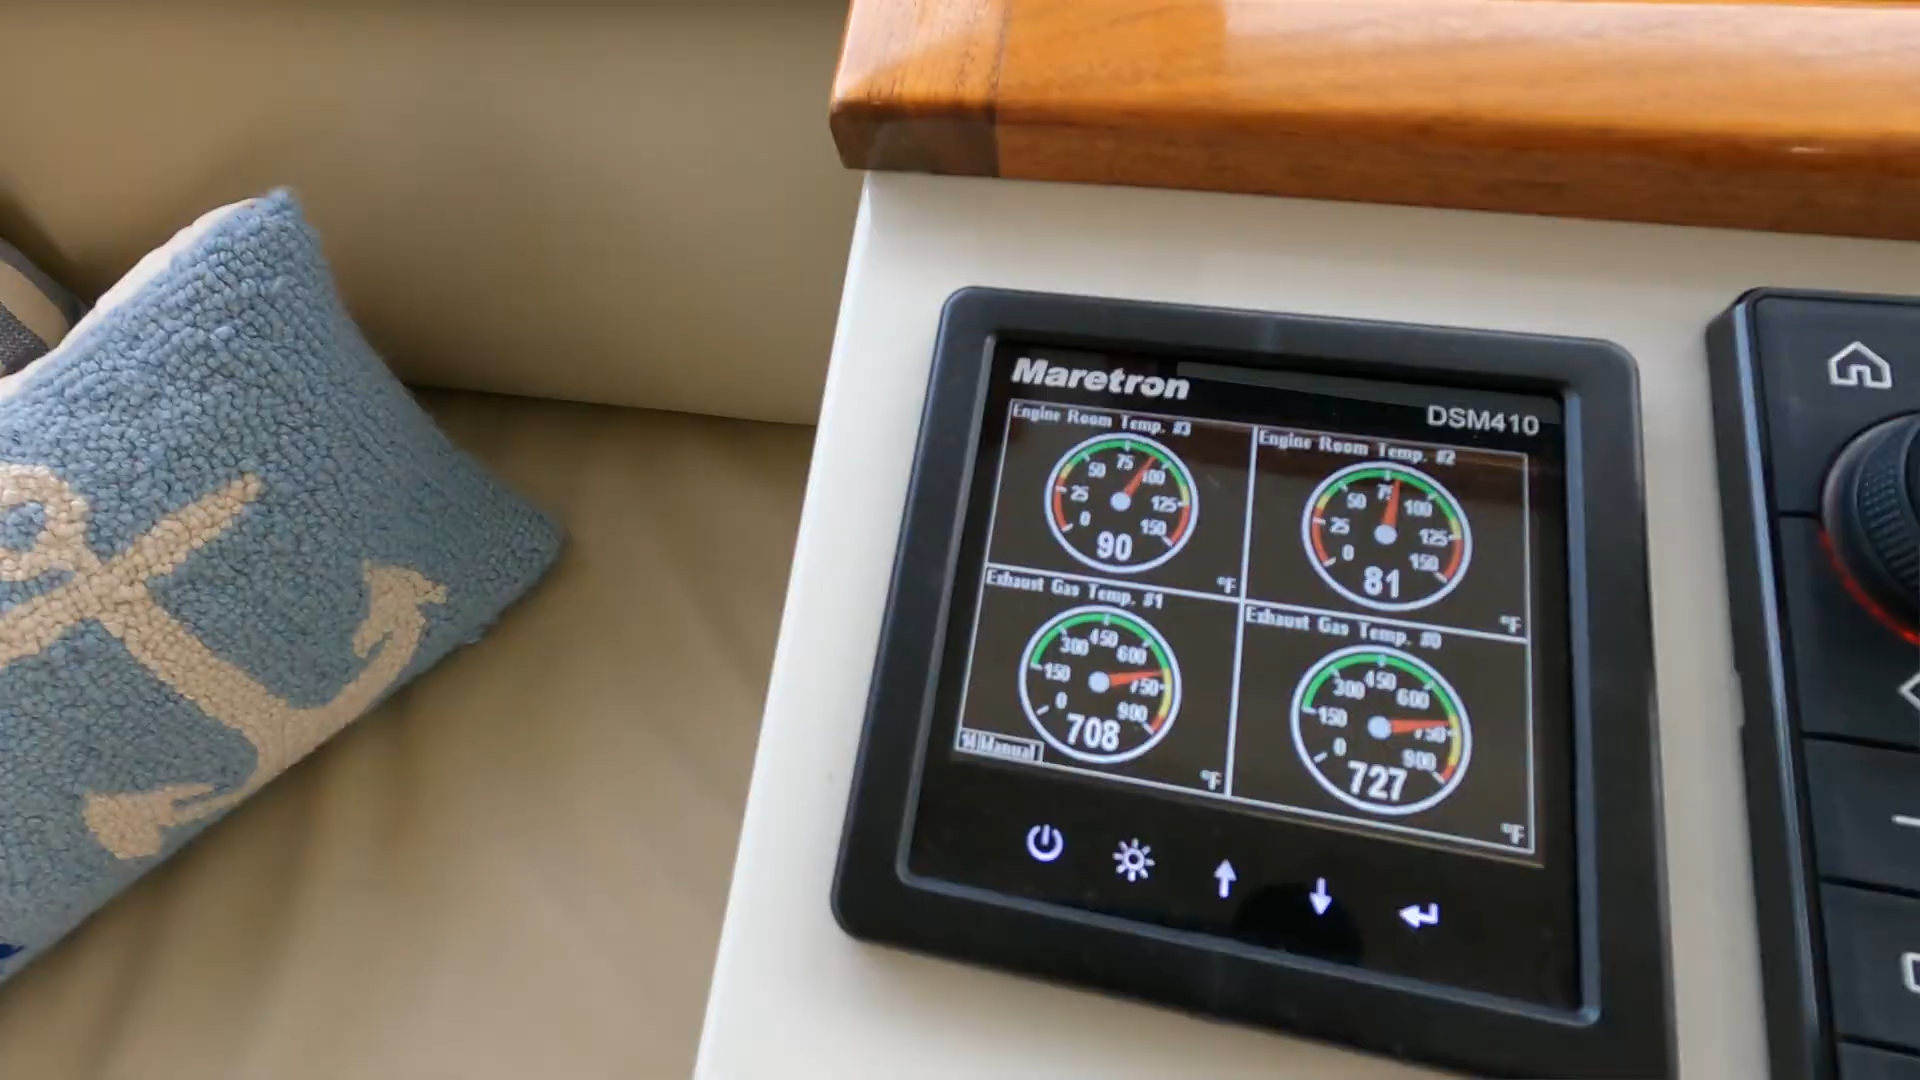 Maretron
DSM410
Engine Room Temp. #3
0
25
50
75
100
125
150
90
°F
Engine Room Temp. #2
0
25
50
75
100
125
150
81
°F
Exhaust Gas Temp. #1
0
150
300
450
600
750
900
708
°F
Exhaust Gas Temp. #0
0
150
300
450
600
750
900
727
°F
Manual